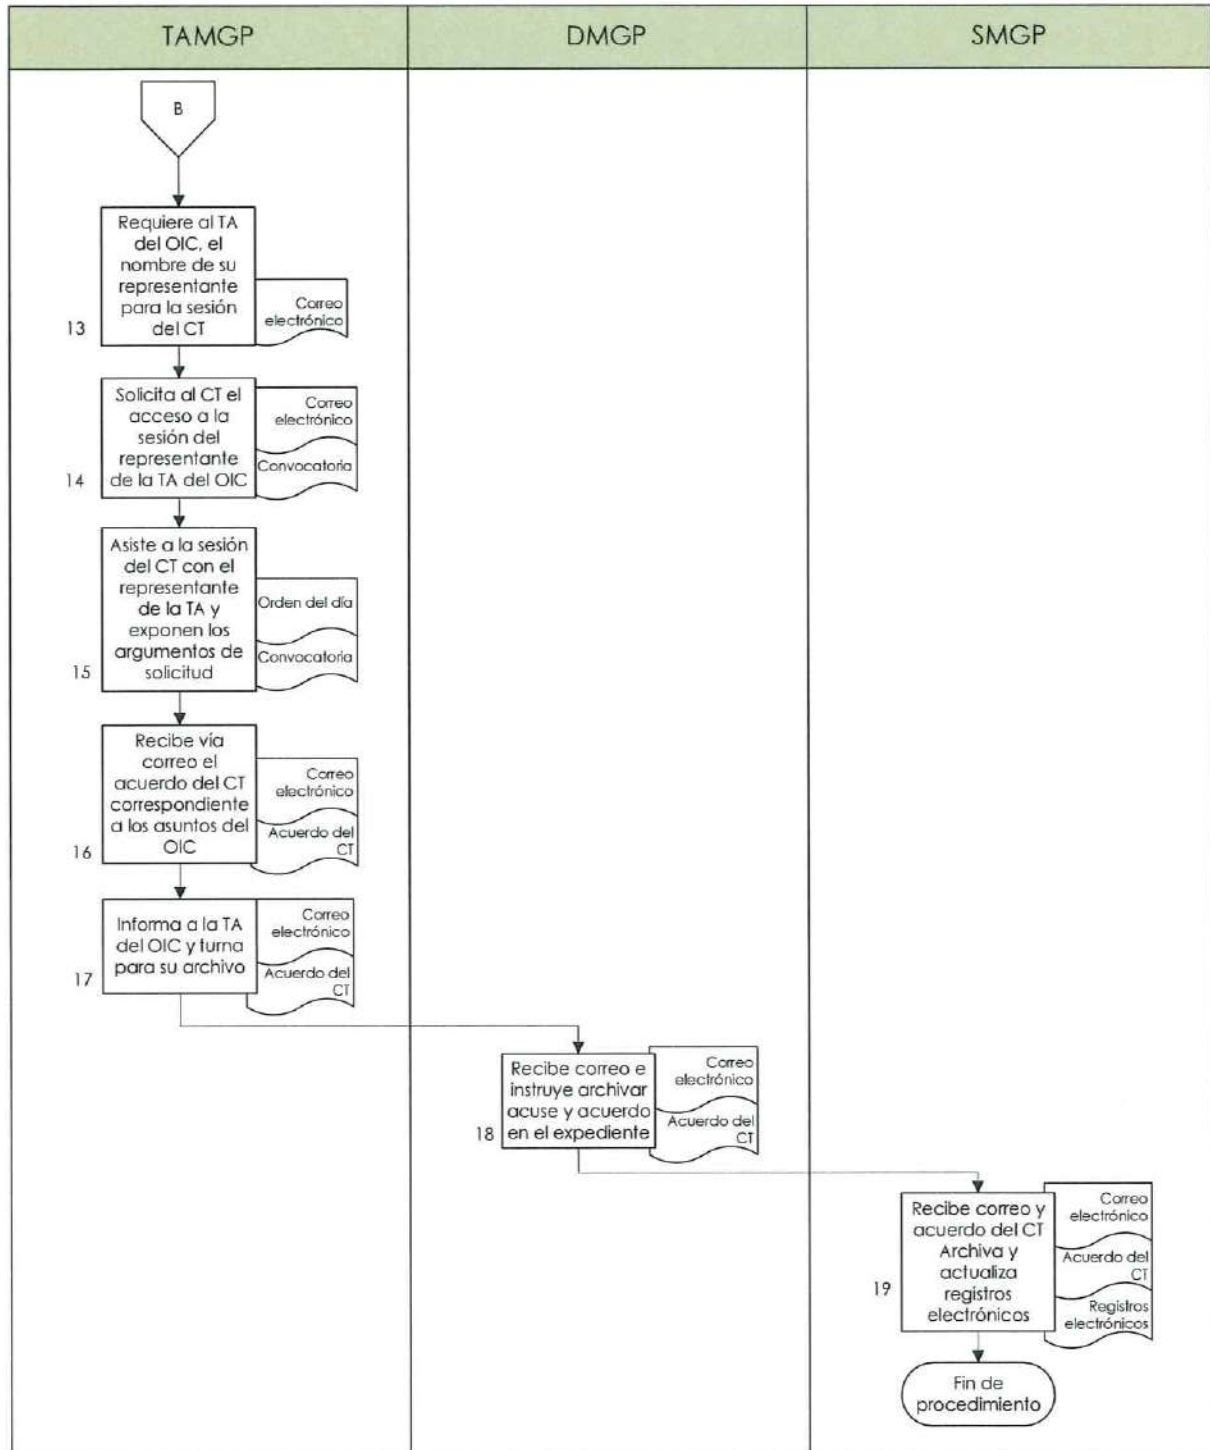 TAMGP
DMGP
SMGP
B
Requiere al TA
del OIC, el
nombre de su
representante
para la sesión
del CT
13
Correo
electrónico
Solicita al CT el
acceso a la
sesión del
representante
de la TA del OIC
14
Correo
electrónico
Convocatoria
Asiste a la sesión
del CT con el
representante
de la TA y
exponen los
argumentos de
solicitud
15
Orden del día
Convocatoria
Recibe vía
correo el
acuerdo del CT
correspondiente
a los asuntos del
OIC
16
Correo
electrónico
Acuerdo del
CT
Informa a la TA
del OIC y turna
para su archivo
17
Correo
electrónico
Acuerdo del
CT
Recibe correo e
instruye archivar
acuse y acuerdo
en el expediente
18
Correo
electrónico
Acuerdo del
CT
Recibe correo y
acuerdo del CT
Archiva y
actualiza
registros
electrónicos
19
Correo
electrónico
Acuerdo del
CT
Registros
electrónicos
Fin de
procedimiento